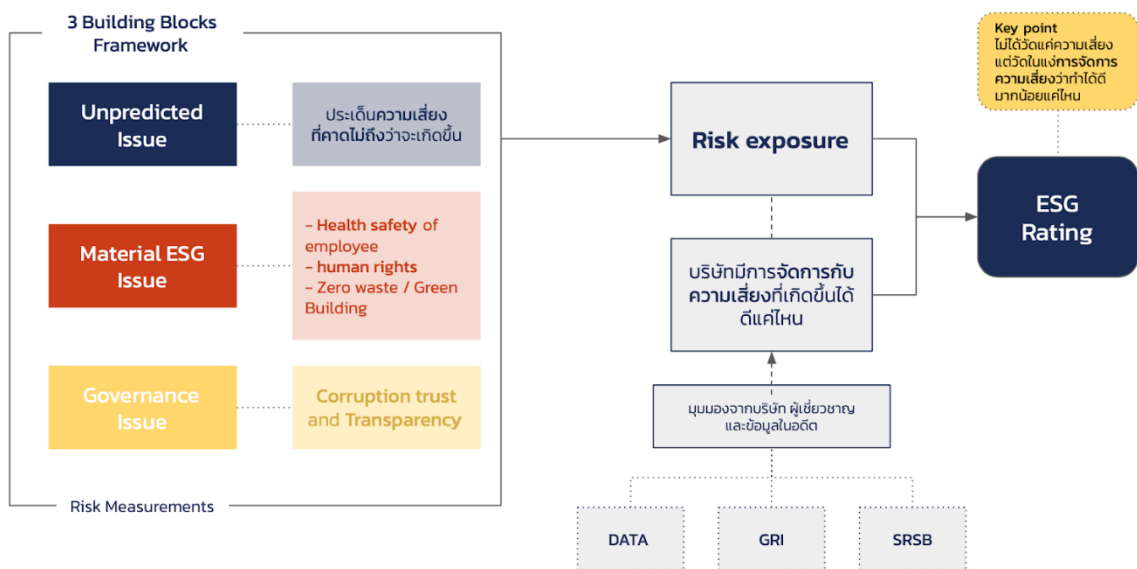 3 Building Blocks
Framework
Unpredicted
Issue
ประเด็นความเสี่ยง
ที่คาดไม่ถึงว่าจะเกิดขึ้น
Material ESG
Issue
- Health safety of
employee
- human rights
- Zero waste / Green
Building
Governance
Issue
Corruption trust
and Transparency
Risk Measurements
Risk exposure
บริษัทมีการจัดการกับ
ความเสี่ยงที่เกิดขึ้นได้
ดีแค่ไหน
มุมมองจากบริษัท ผู้เชี่ยวชาญ
และข้อมูลในอดีต
DATA
GRI
SRSB
Key point
ไม่ได้วัดแค่ความเสี่ยง
แต่วัดในแง่การจัดการ
ความเสี่ยงว่าทำได้ดี
มากน้อยแค่ไหน
ESG
Rating